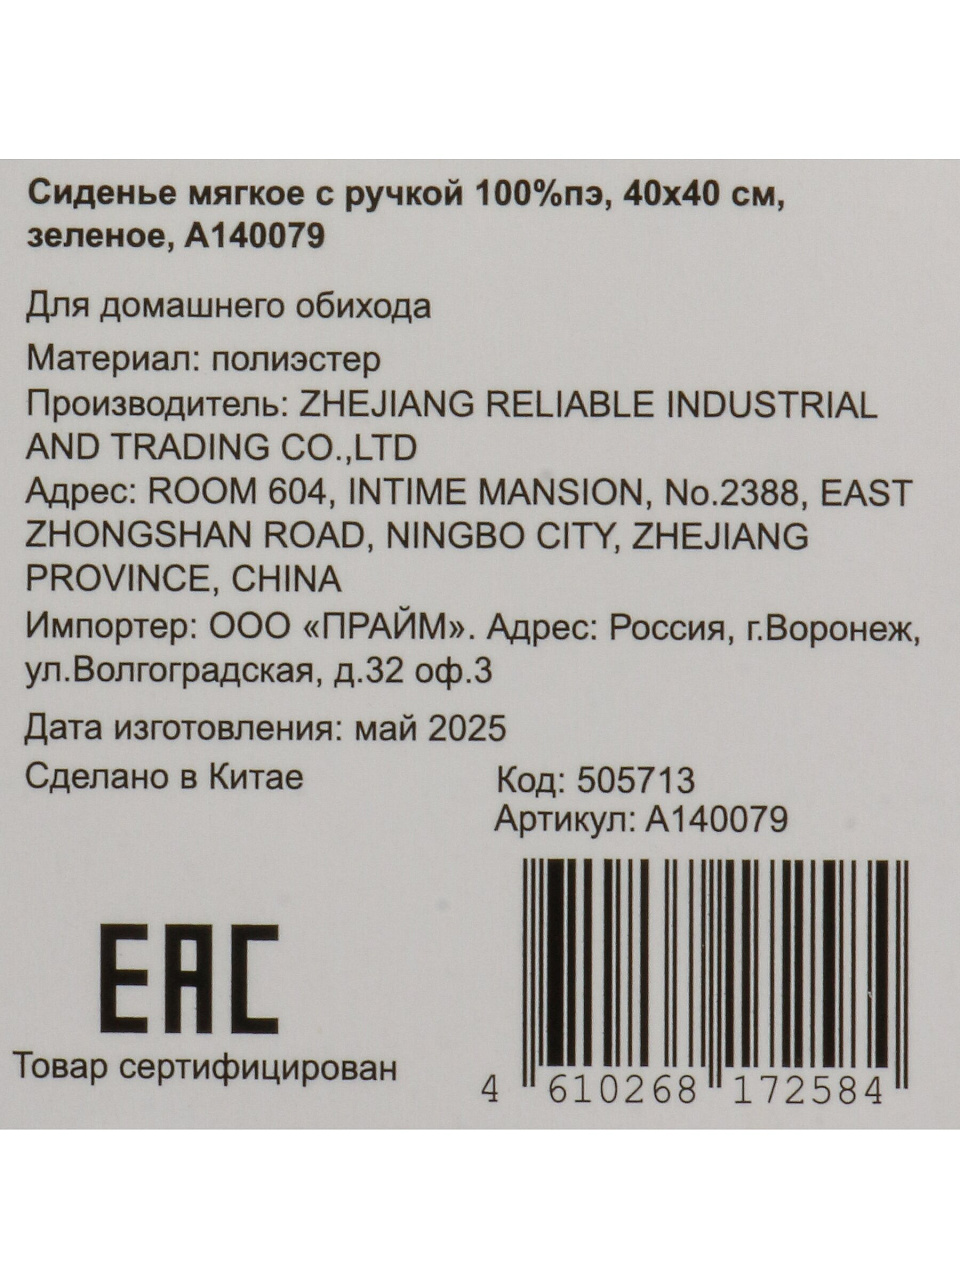 Сиденье мягкое с ручкой 100%пэ, 40х40 см,
зеленое, А140079
Для домашнего обихода
Материал: полиэстер
Производитель: ZHEJIANG RELIABLE INDUSTRIAL
AND TRADING CO.,LTD
Адрес: ROOM 604, INTIME MANSION, No.2388, EAST
ZHONGSHAN ROAD, NINGBO CITY, ZHEJIANG
PROVINCE, CHINA
Импортер: ООО «ПРАЙМ». Адрес: Россия, г.Воронеж,
ул.Волгоградская, д.32 оф.3
Дата изготовления: май 2025
Сделано в Китае
Код: 505713
Артикул: А140079
EAC
Товар сертифицирован
4 610268 172584